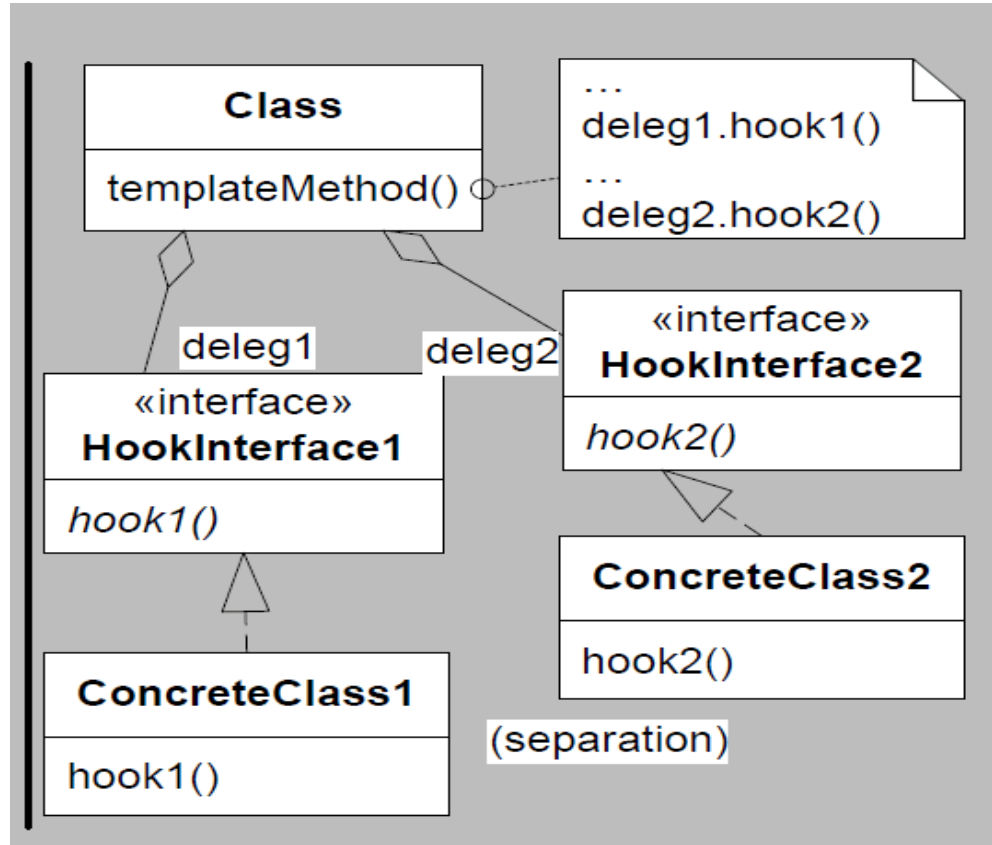 Class
templateMethod()
...
deleg1.hook1()
...
deleg2.hook2()
deleg1
deleg2
«interface»
HookInterface1
hook1()
«interface»
HookInterface2
hook2()
ConcreteClass1
hook1()
ConcreteClass2
hook2()
(separation)